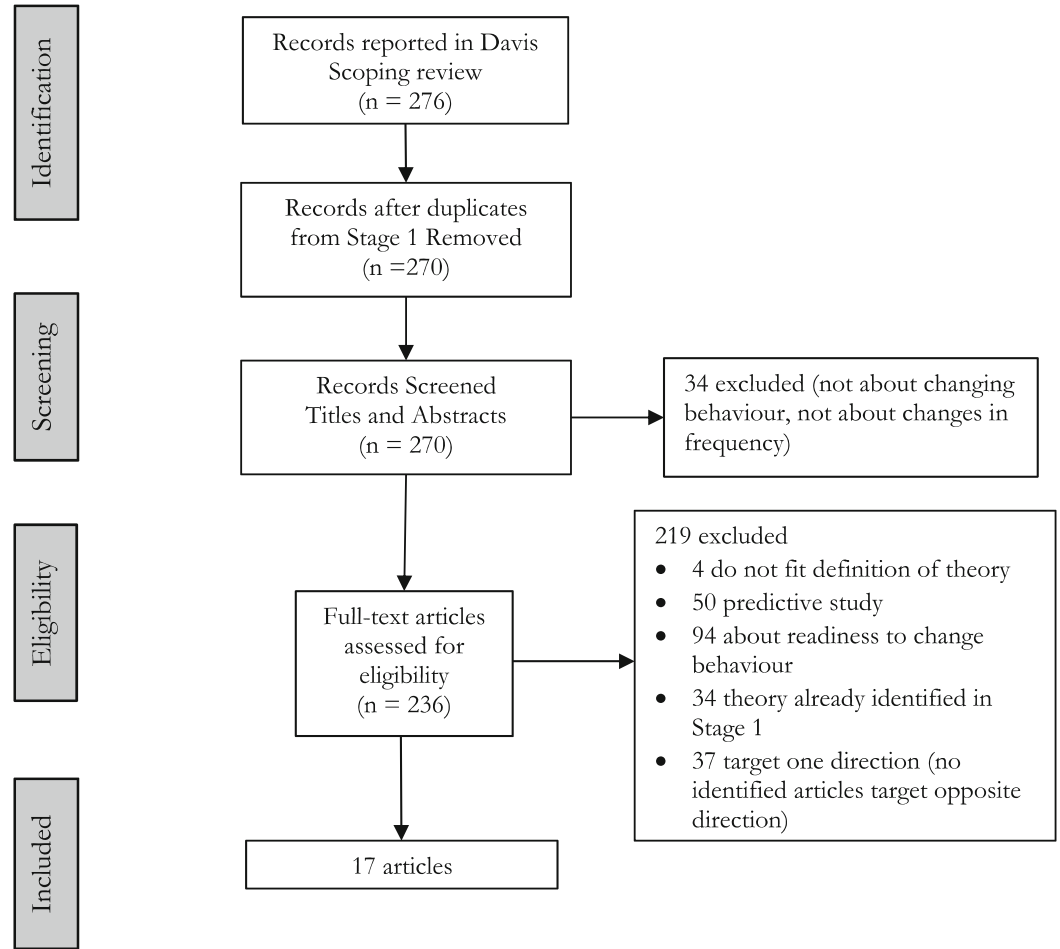 Identification
Records reported in Davis
Scoping review
(n = 276)
Records after duplicates
from Stage 1 Removed
(n =270)
Screening
Records Screened
Titles and Abstracts
(n = 270)
34 excluded (not about changing
behaviour, not about changes in
frequency)
Eligibility
Full-text articles
assessed for
eligibility
(n = 236)
219 excluded
• 4 do not fit definition of theory
• 50 predictive study
• 94 about readiness to change
behaviour
• 34 theory already identified in
Stage 1
• 37 target one direction (no
identified articles target opposite
direction)
Included
17 articles